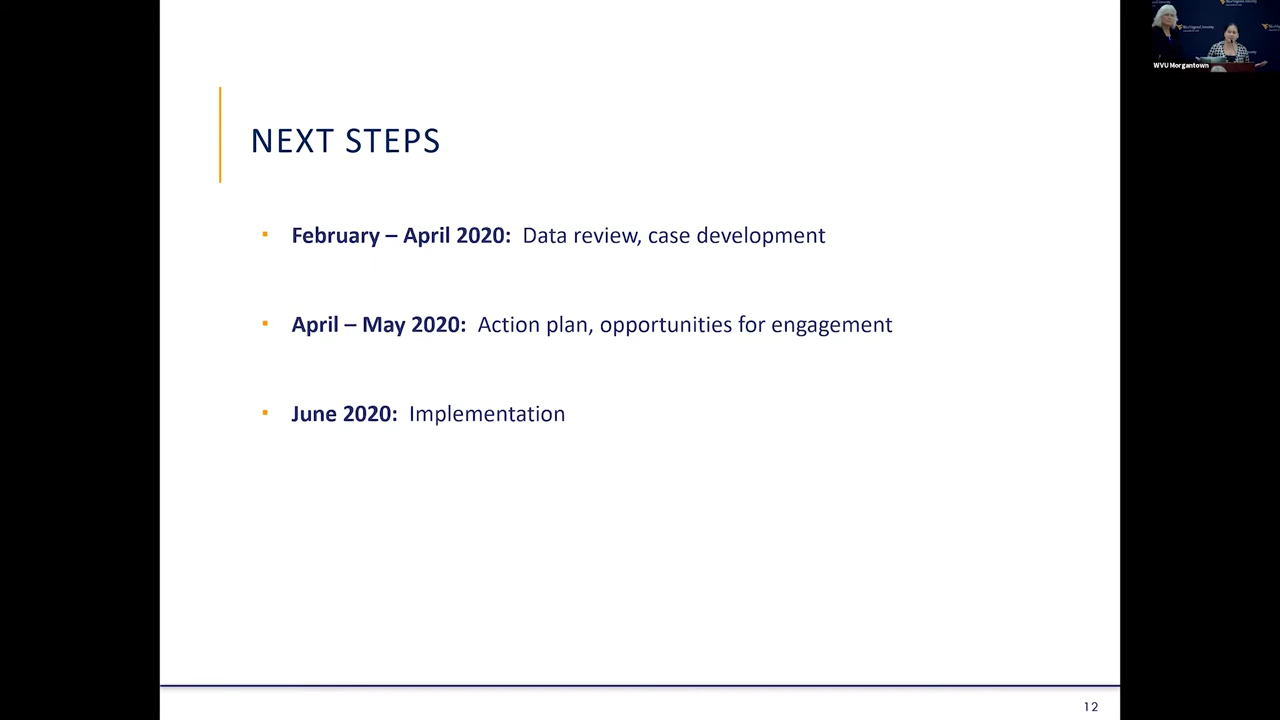 NEXT STEPS
▪ February – April 2020: Data review, case development
▪ April – May 2020: Action plan, opportunities for engagement
▪ June 2020: Implementation
12
WVU Morgantown